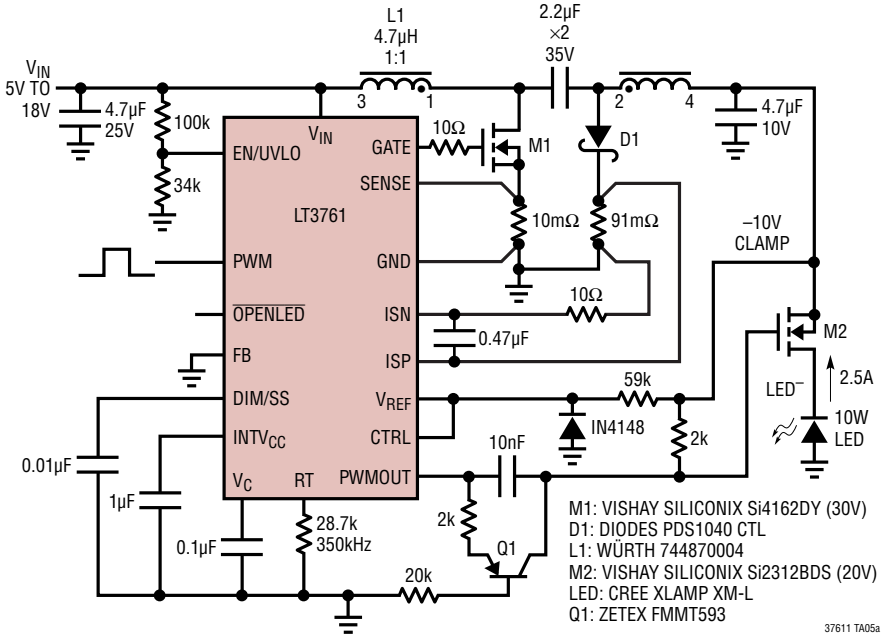 L1
4.7µH
1:1
2.2µF
×2
35V
VIN
5V TO
18V
4.7µF
25V
100k
34k
3
1
2
4
4.7µF
10V
10Ω
M1
D1
VIN
EN/UVLO
GATE
SENSE
LT3761
10mΩ
91mΩ
–10V
CLAMP
PWM
GND
OPENLED
ISN
10Ω
0.47µF
M2
FB
ISP
LED–
2.5A
DIM/SS
VREF
59k
IN4148
2k
10W
LED
INTVCC
CTRL
10nF
0.01µF
1µF
VC
RT
PWMOUT
0.1µF
28.7k
350kHz
2k
Q1
20k
M1: VISHAY SILICONIX Si4162DY (30V)
D1: DIODES PDS1040 CTL
L1: WÜRTH 744870004
M2: VISHAY SILICONIX Si2312BDS (20V)
LED: CREE XLAMP XM-L
Q1: ZETEX FMMT593
37611 TA05a